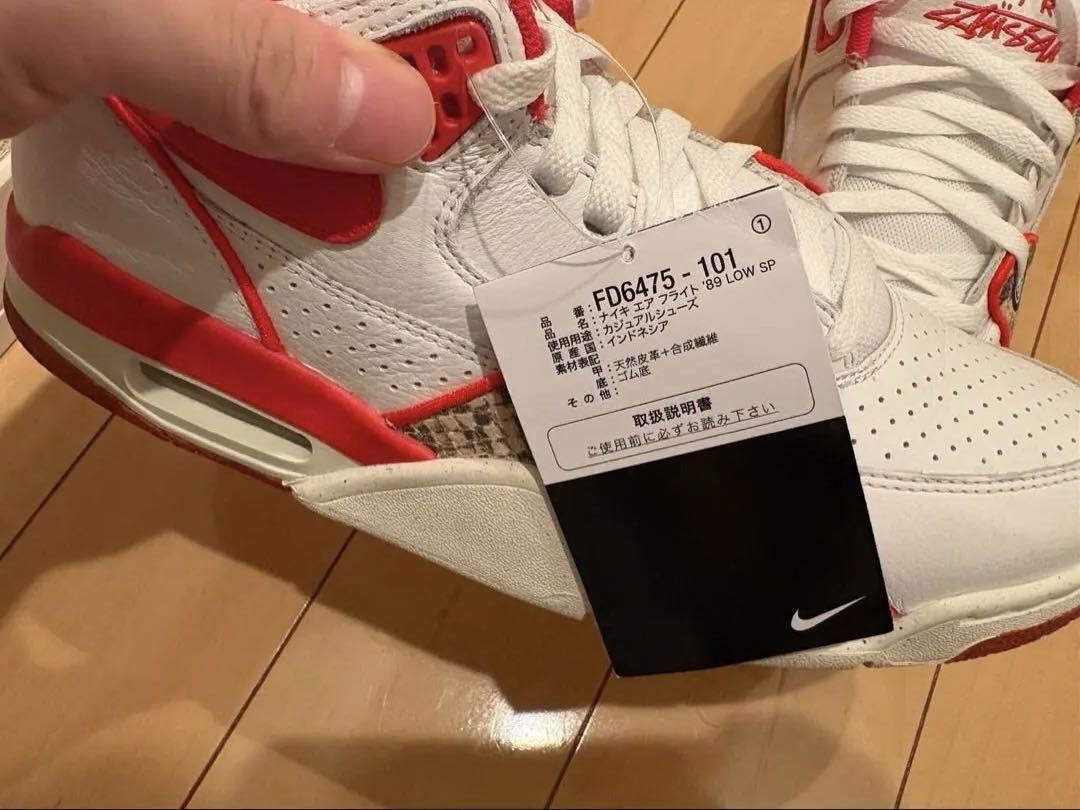 STÜSSY
①
品 番：FD6475-101
品 名：ナイキ エア フライト '89 LOW SP
使用用途：カジュアルシューズ
原 産 国：インドネシア
素材表記
甲：天然皮革+合成繊維
底：ゴム底
その他：
取扱説明書
ご使用前に必ずお読み下さい